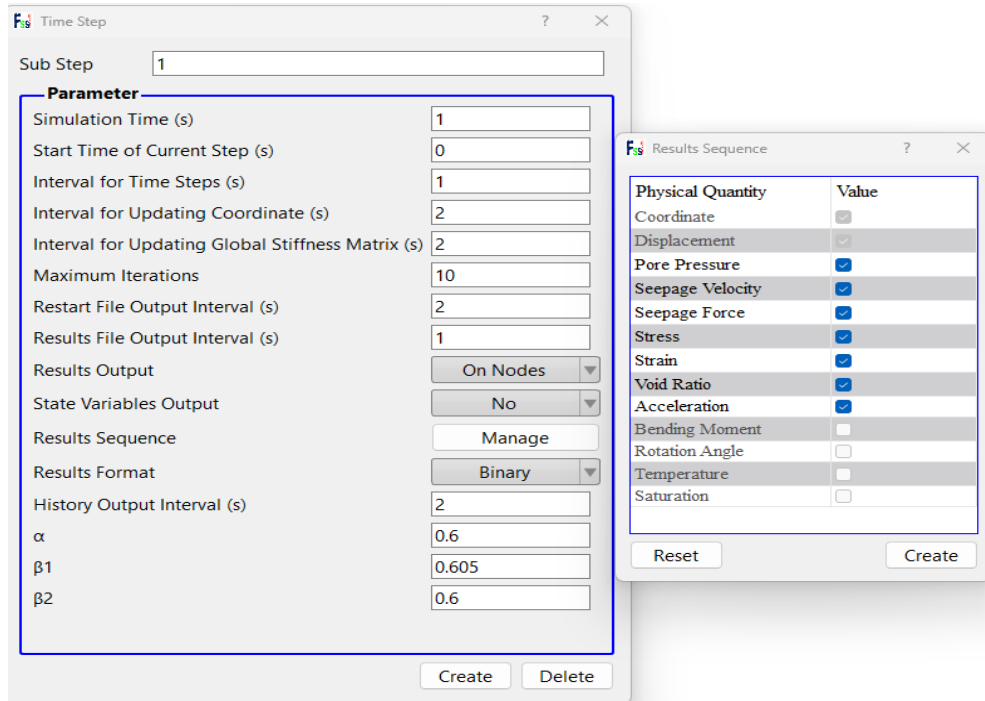 Fssi Time Step ? ×
Sub Step 1
Parameter
Simulation Time (s) 1
Start Time of Current Step (s) 0
Interval for Time Steps (s) 1
Interval for Updating Coordinate (s) 2
Interval for Updating Global Stiffness Matrix (s) 2
Maximum Iterations 10
Restart File Output Interval (s) 2
Results File Output Interval (s) 1
Results Output On Nodes
State Variables Output No
Results Sequence Manage
Results Format Binary
History Output Interval (s) 2
α 0.6
β1 0.605
β2 0.6
Create Delete
Fssi Results Sequence ? ×
Physical Quantity Value
Coordinate
Displacement
Pore Pressure
Seepage Velocity
Seepage Force
Stress
Strain
Void Ratio
Acceleration
Bending Moment
Rotation Angle
Temperature
Saturation
Reset Create